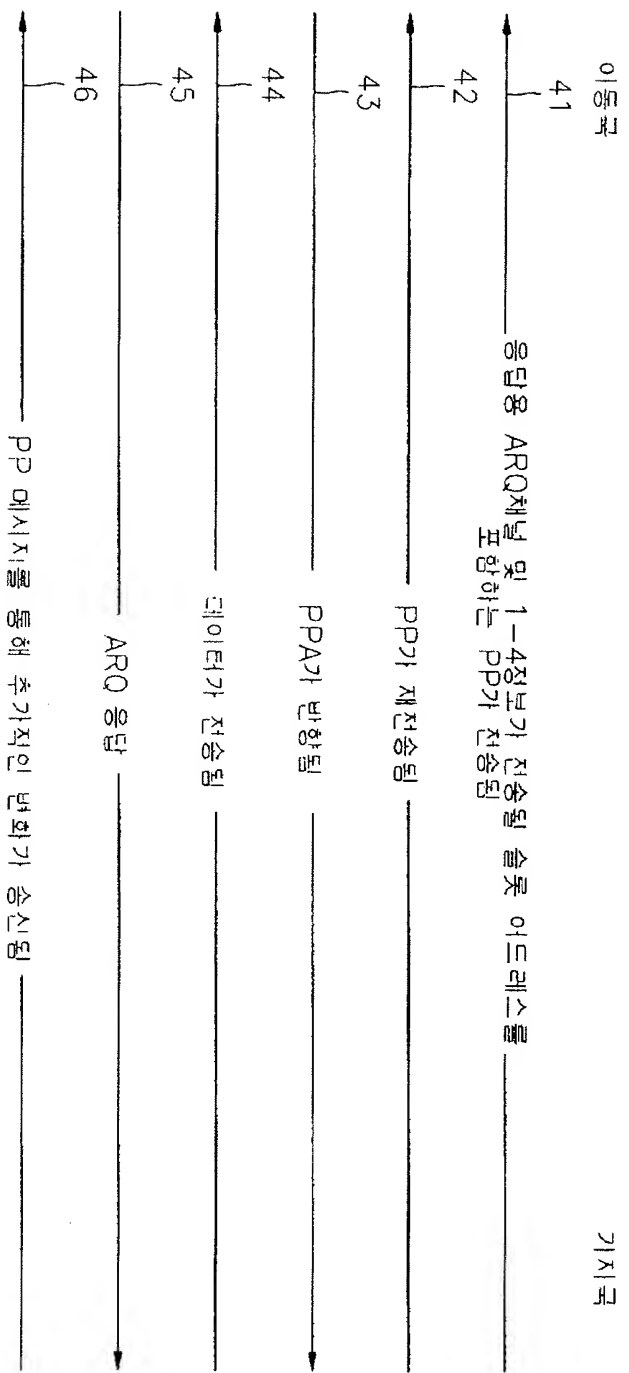 이동국
기지국
41
응답용 ARQ채널 및 1-4정보가 전송될 슬롯 어드레스를
포함하는 PP가 전송됨
42
PP가 재전송됨
43
PPA가 반향됨
44
데이터가 전송됨
45
ARQ 응답
46
PP 메시지를 통해 추가적인 변화가 송신됨